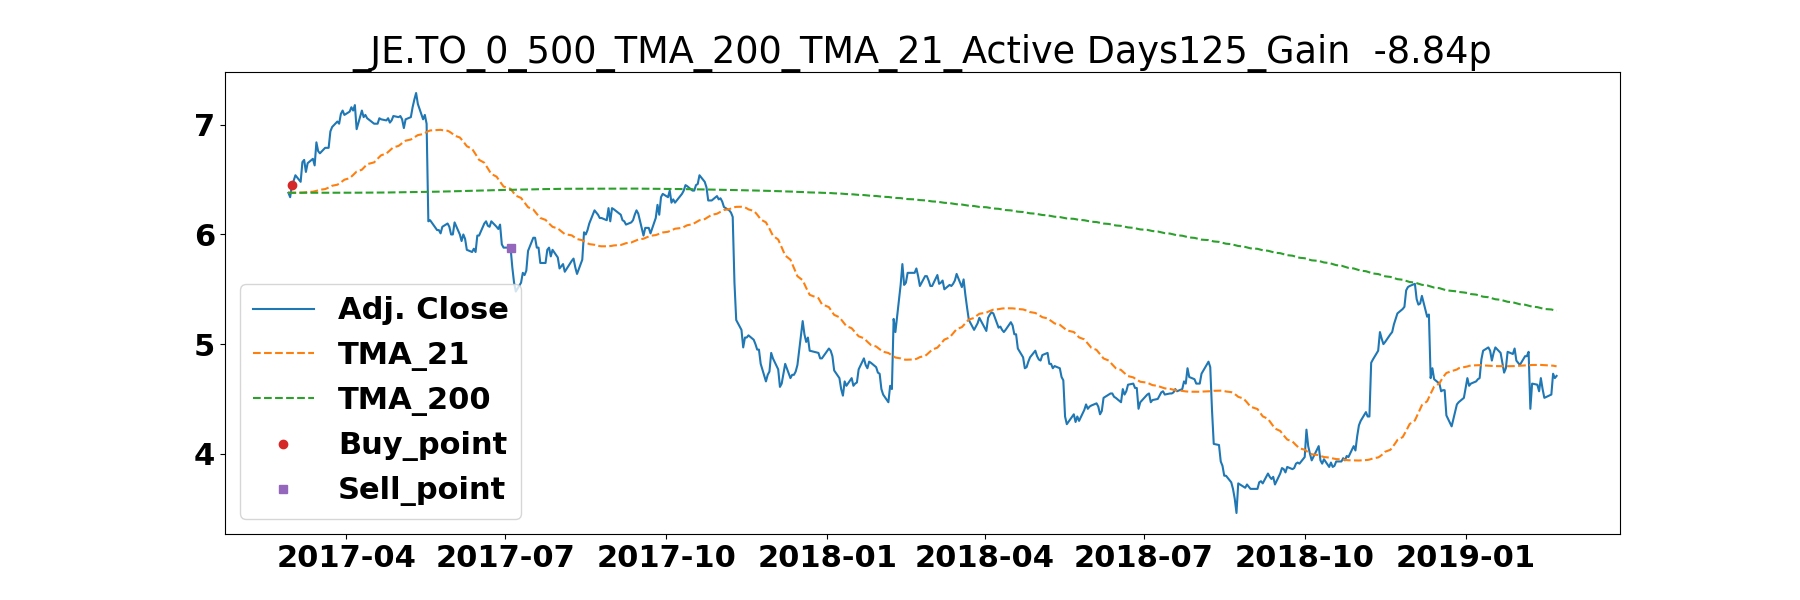 _JE.TO_0_500_TMA_200_TMA_21_Active Days125_Gain  -8.84p
7
6
5
4
Adj. Close
TMA_21
TMA_200
Buy_point
Sell_point
2017-04 2017-07 2017-10 2018-01 2018-04 2018-07 2018-10 2019-01